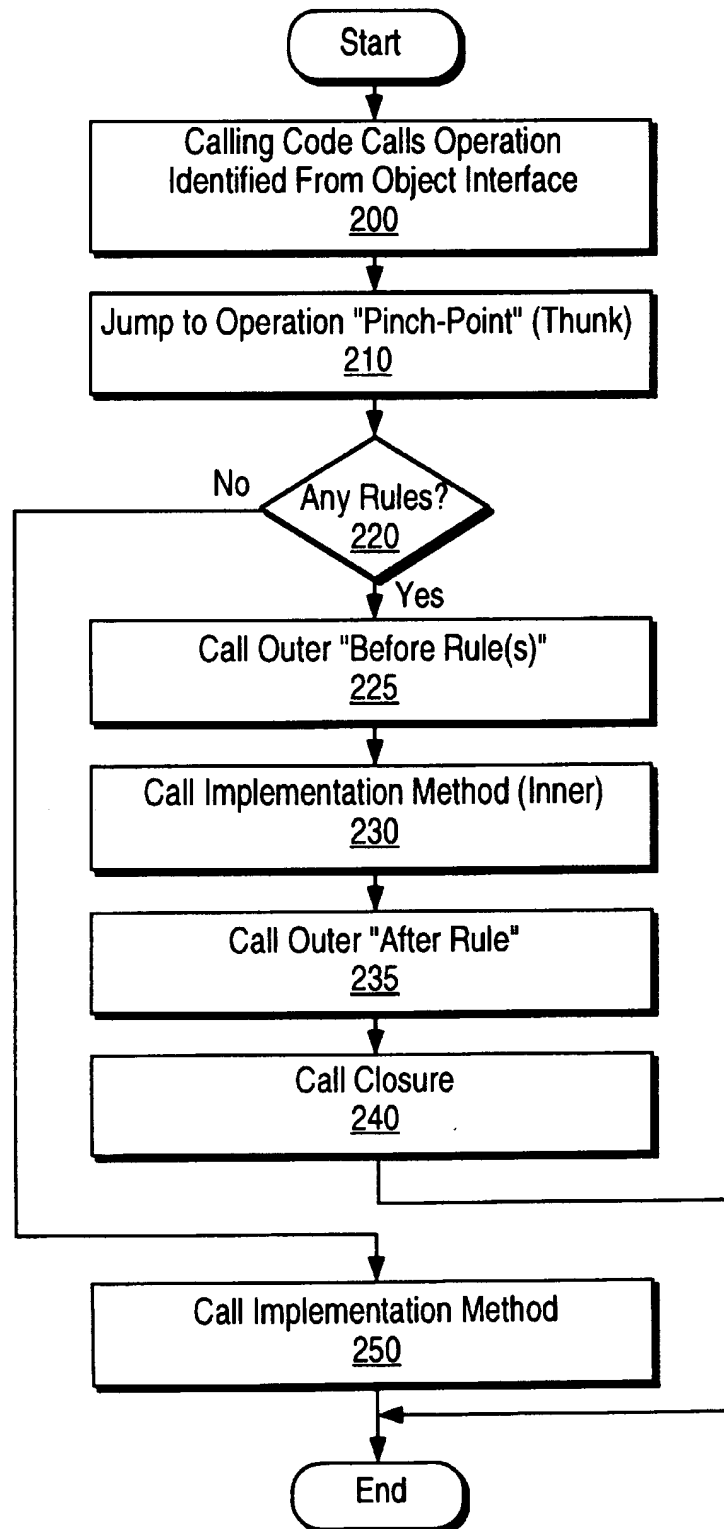 Start
Calling Code Calls Operation
Identified From Object Interface
200
Jump to Operation "Pinch-Point" (Thunk)
210
No
Any Rules?
220
Yes
Call Outer "Before Rule(s)"
225
Call Implementation Method (Inner)
230
Call Outer "After Rule"
235
Call Closure
240
Call Implementation Method
250
End